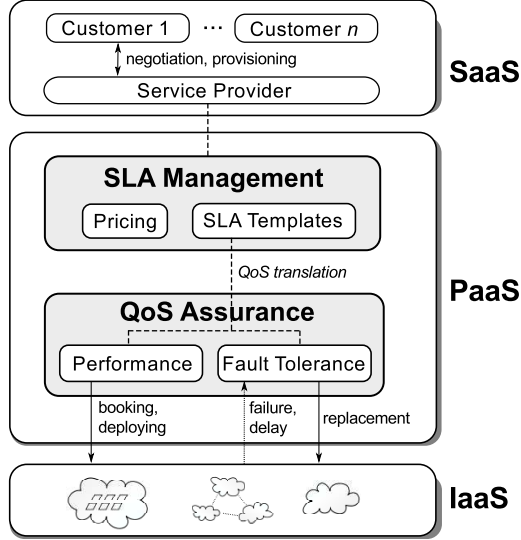 Customer 1 ··· Customer n
negotiation, provisioning
SaaS
Service Provider
SLA Management
Pricing
SLA Templates
QoS translation
PaaS
QoS Assurance
Performance
Fault Tolerance
booking,
deploying
failure,
delay
replacement
IaaS